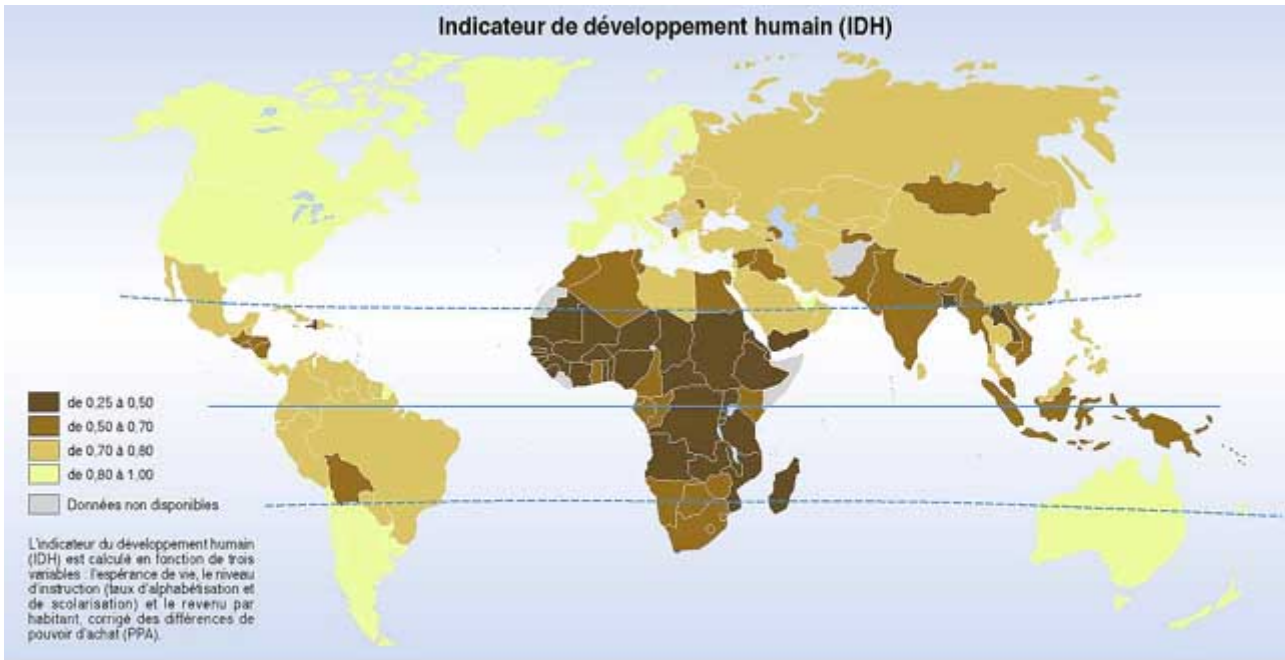 Indicateur de développement humain (IDH)
de 0,25 à 0,50
de 0,50 à 0,70
de 0,70 à 0,80
de 0,80 à 1,00
Données non disponibles
L'indicateur du développement humain
(IDH) est calculé en fonction de trois
variables : l'espérance de vie, le niveau
d'instruction (taux d'alphabétisation et
de scolarisation) et le revenu par
habitant, corrigé des différences de
pouvoir d'achat (PPA).